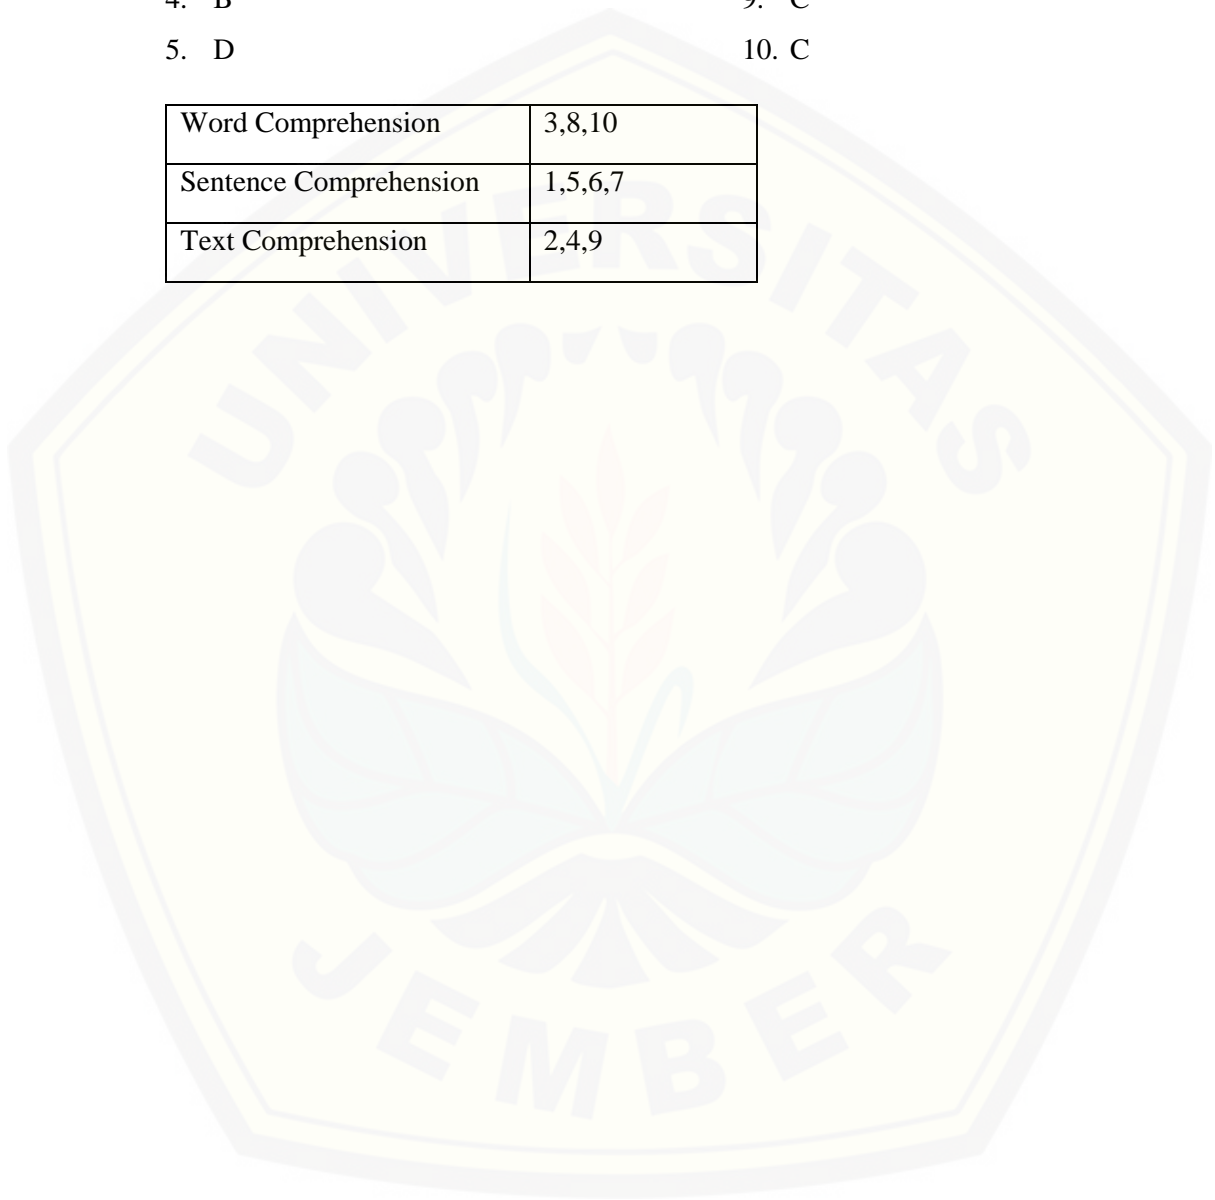 4. B 9. C
5. D 10. C
Word Comprehension 3,8,10
Sentence Comprehension 1,5,6,7
Text Comprehension 2,4,9
UNIVERSITAS
JEMBER